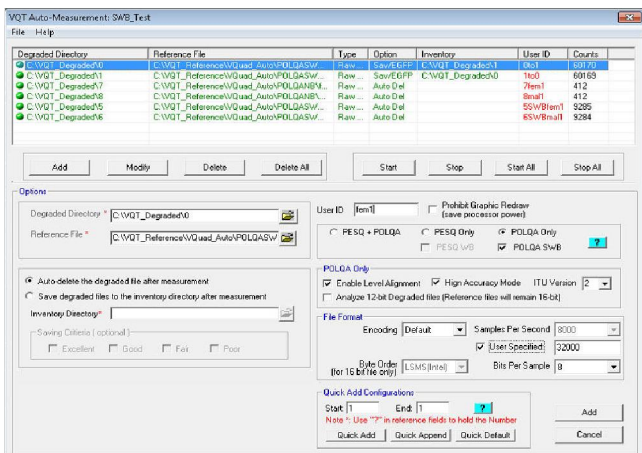 VQT Auto-Measurement: SWB_Test
File Help
Degraded Directory Reference File Type Option Inventory User ID Counts
C:\VQT_Degraded\0 C:\VQT_Reference\VQuad_Auto\POLQASW... Raw... Sav/EGFP C:\VQT_Degraded\1 0to1 60170
C:\VQT_Degraded\1 C:\VQT_Reference\VQuad_Auto\POLQASW... Raw... Sav/EGFP C:\VQT_Degraded\0 1to0 60169
C:\VQT_Degraded\7 C:\VQT_Reference\VQuad_Auto\POLQANB\... Raw... Auto Del 7fem1 412
C:\VQT_Degraded\8 C:\VQT_Reference\VQuad_Auto\POLQANB\... Raw... Auto Del 8mal1 412
C:\VQT_Degraded\5 C:\VQT_Reference\VQuad_Auto\POLQASW... Raw... Auto Del 5SWBfem1 9285
C:\VQT_Degraded\6 C:\VQT_Reference\VQuad_Auto\POLQASW... Raw... Auto Del 6SWBmal1 9284
Add Modify Delete Delete All Start Stop Start All Stop All
Options
Degraded Directory * C:\VQT_Degraded\0
Reference File * C:\VQT_Reference\VQuad_Auto\POLQASW
Auto-delete the degraded file after measurement
Save degraded files to the inventory directory after measurement
Inventory Directory*
Saving Criteria (optional)
Excellent Good Fair Poor
User ID fem1 Prohibit Graphic Redraw
(save processor power)
PESQ + POLQA PESQ Only POLQA Only
PESQ WB POLQA SWB ?
POLQA Only
Enable Level Alignment Hign Accuracy Mode ITU Version 2
Analyze 12-bit Degraded files (Reference files will remain 16-bit)
File Format
Encoding Default Samples Per Second 8000
User Specified: 32000
Byte Order LSMS(Intel) Bits Per Sample 8
(for 16 bit file only)
Quick Add Configurations
Start 1 End: 1 ?
Note *: Use "?" in reference fields to hold the Number
Quick Add Quick Append Quick Default
Add
Cancel